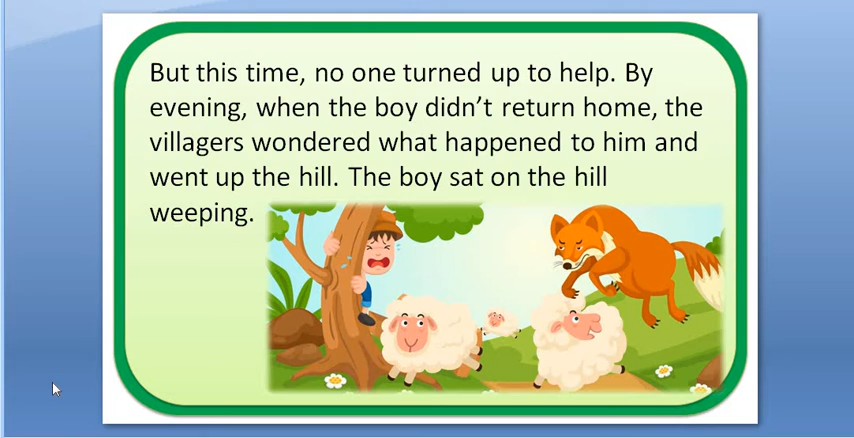 But this time, no one turned up to help. By
evening, when the boy didn’t return home, the
villagers wondered what happened to him and
went up the hill. The boy sat on the hill
weeping.